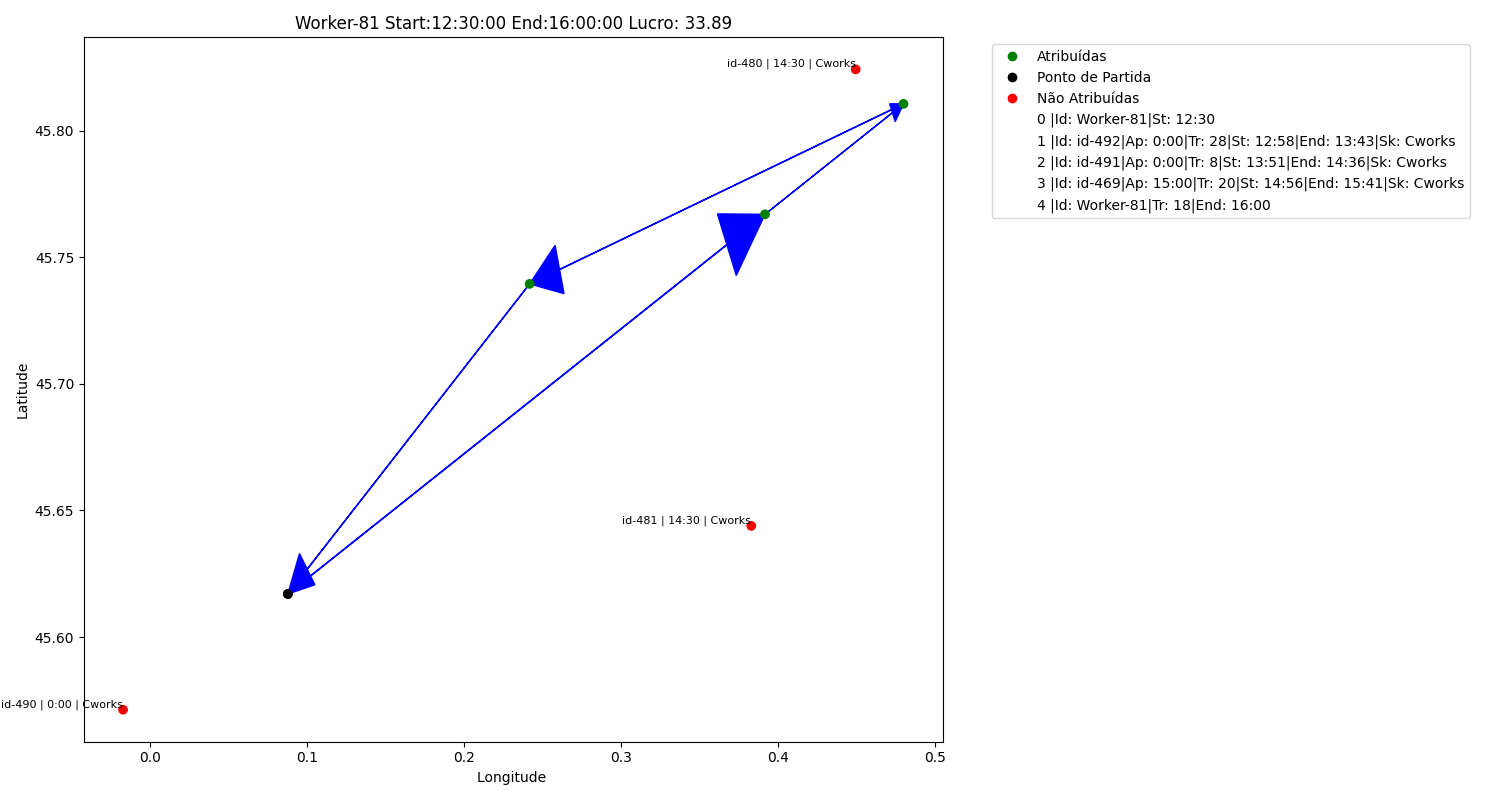 Worker-81 Start:12:30:00 End:16:00:00 Lucro: 33.89
id-480 | 14:30 | Cworks
id-481 | 14:30 | Cworks
id-490 | 0:00 | Cworks
45.80
45.75
45.70
45.65
45.60
Latitude
0.0 0.1 0.2 0.3 0.4 0.5
Longitude
Atribuídas
Ponto de Partida
Não Atribuídas
0 |Id: Worker-81|St: 12:30
1 |Id: id-492|Ap: 0:00|Tr: 28|St: 12:58|End: 13:43|Sk: Cworks
2 |Id: id-491|Ap: 0:00|Tr: 8|St: 13:51|End: 14:36|Sk: Cworks
3 |Id: id-469|Ap: 15:00|Tr: 20|St: 14:56|End: 15:41|Sk: Cworks
4 |Id: Worker-81|Tr: 18|End: 16:00